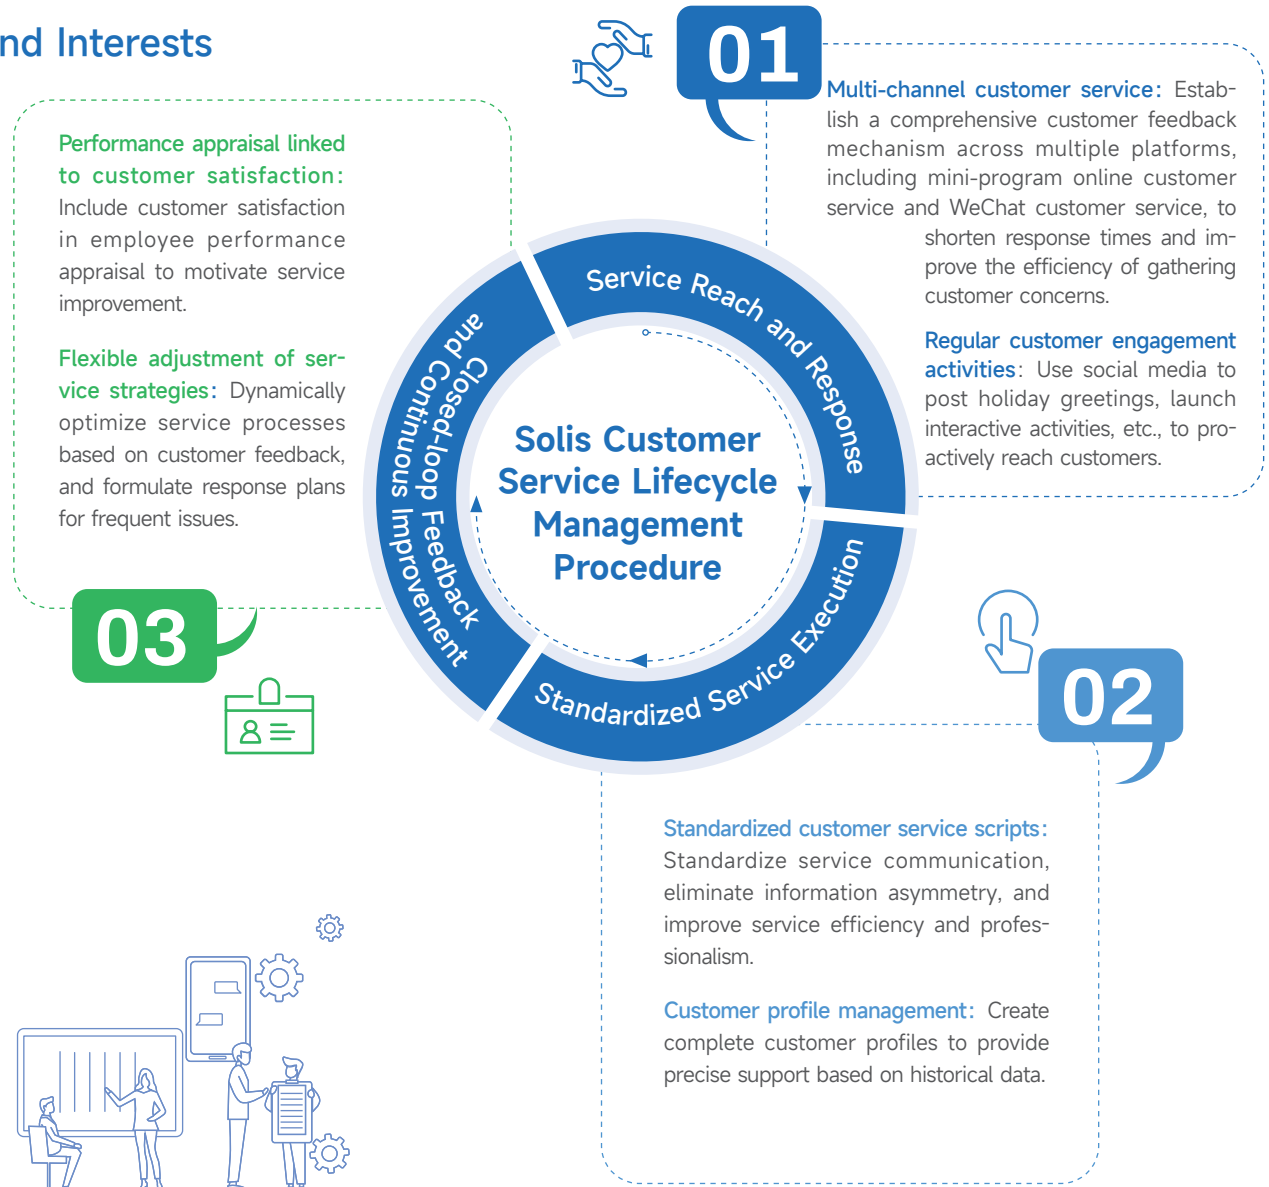 nd Interests
01
Multi-channel customer service: Estab-
lish a comprehensive customer feedback
mechanism across multiple platforms,
including mini-program online customer
service and WeChat customer service, to
shorten response times and im-
prove the efficiency of gathering
customer concerns.
Regular customer engagement
activities: Use social media to
post holiday greetings, launch
interactive activities, etc., to pro-
actively reach customers.
Performance appraisal linked
to customer satisfaction:
Include customer satisfaction
in employee performance
appraisal to motivate service
improvement.
Flexible adjustment of ser-
vice strategies: Dynamically
optimize service processes
based on customer feedback,
and formulate response plans
for frequent issues.
03
Service Reach and Response
Standardized Service Execution
Closed-loop Feedback
and Continuous Improvement
Solis Customer
Service Lifecycle
Management
Procedure
02
Standardized customer service scripts:
Standardize service communication,
eliminate information asymmetry, and
improve service efficiency and profes-
sionalism.
Customer profile management: Create
complete customer profiles to provide
precise support based on historical data.